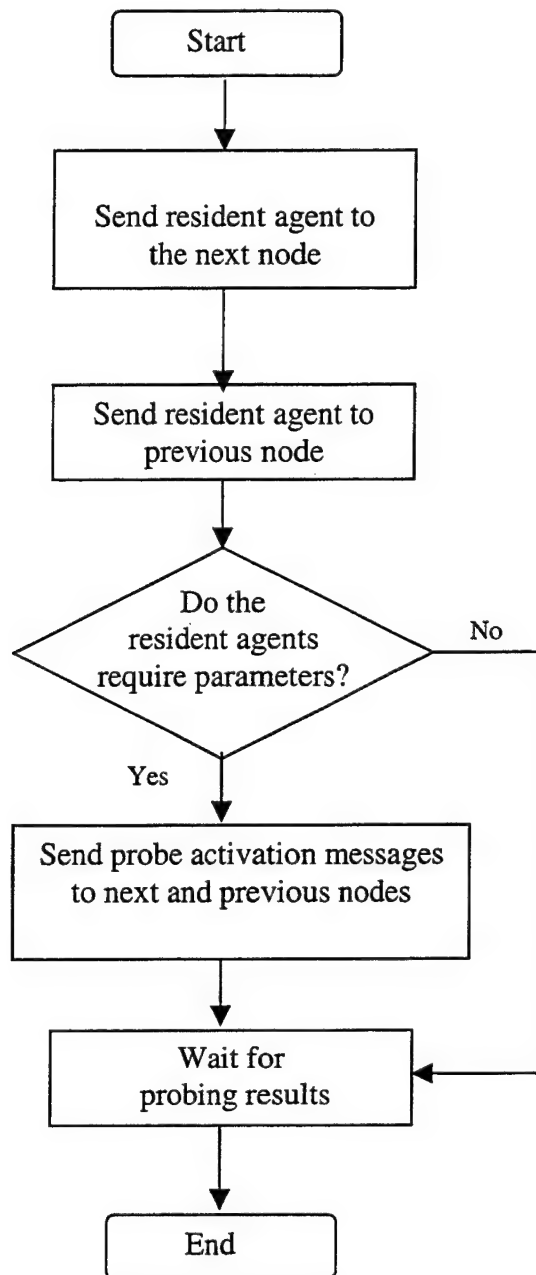 Start
Send resident agent to
the next node
Send resident agent to
previous node
Do the
resident agents
require parameters?
No
Yes
Send probe activation messages
to next and previous nodes
Wait for
probing results
End